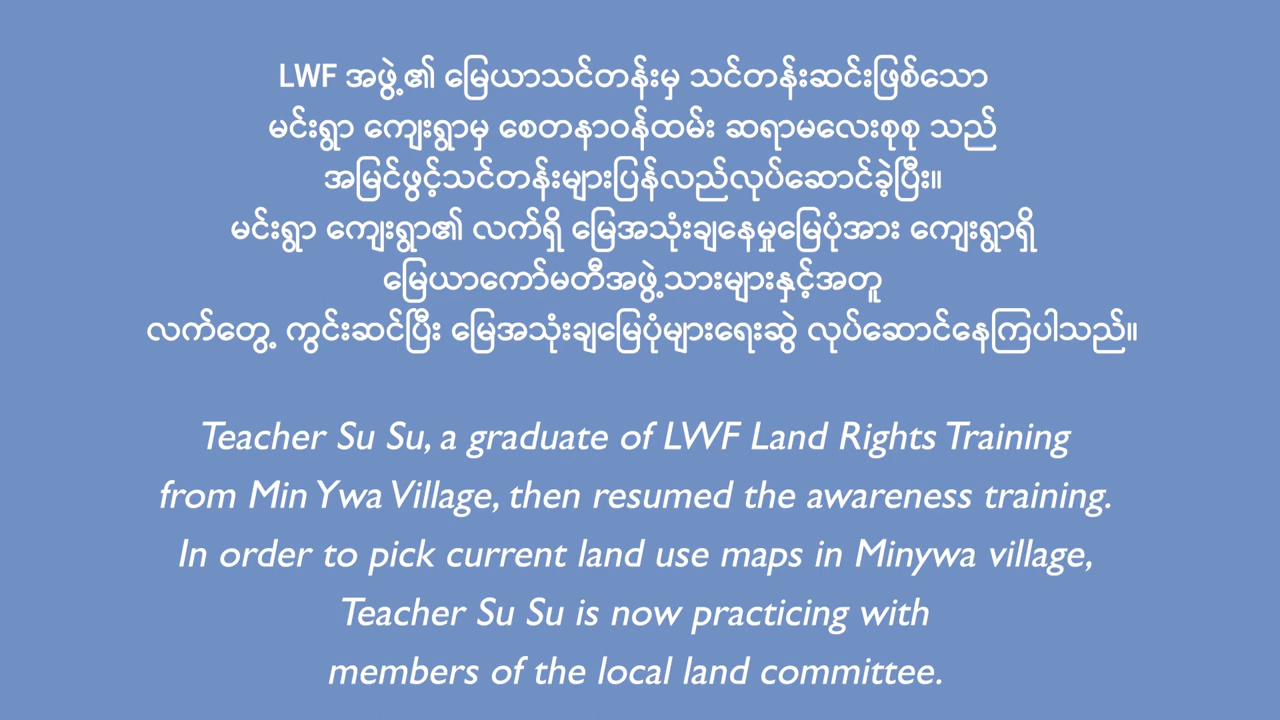 LWF အဖွဲ့၏ မြေယာသင်တန်းမှ သင်တန်းဆင်းဖြစ်သော
မင်းရွာ ကျေးရွာမှ စေတနာဝန်ထမ်း ဆရာမလေးစုစု သည်
အမြင်ဖွင့်သင်တန်းများပြန်လည်လုပ်ဆောင်ခဲ့ပြီး။
မင်းရွာ ကျေးရွာ၏ လက်ရှိ မြေအသုံးချနေမှုမြေပုံအား ကျေးရွာရှိ
မြေယာကော်မတီအဖွဲ့သားများနှင့်အတူ
လက်တွေ့ ကွင်းဆင်ပြီး မြေအသုံးချမြေပုံများရေးဆွဲ လုပ်ဆောင်နေကြပါသည်။
Teacher Su Su, a graduate of LWF Land Rights Training
from Min Ywa Village, then resumed the awareness training.
In order to pick current land use maps in Minywa village,
Teacher Su Su is now practicing with
members of the local land committee.